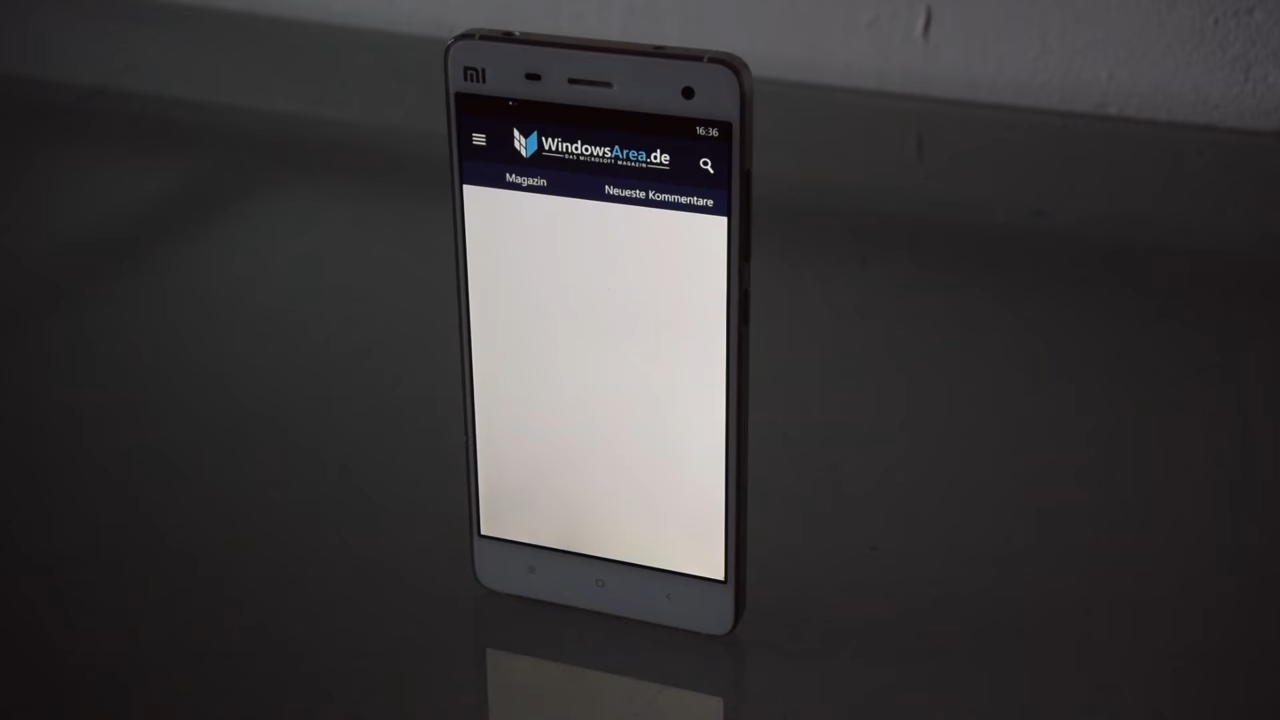 MI
16:36
WindowsArea.de
DAS MICROSOFT MAGAZIN
Magazin
Neueste Kommentare